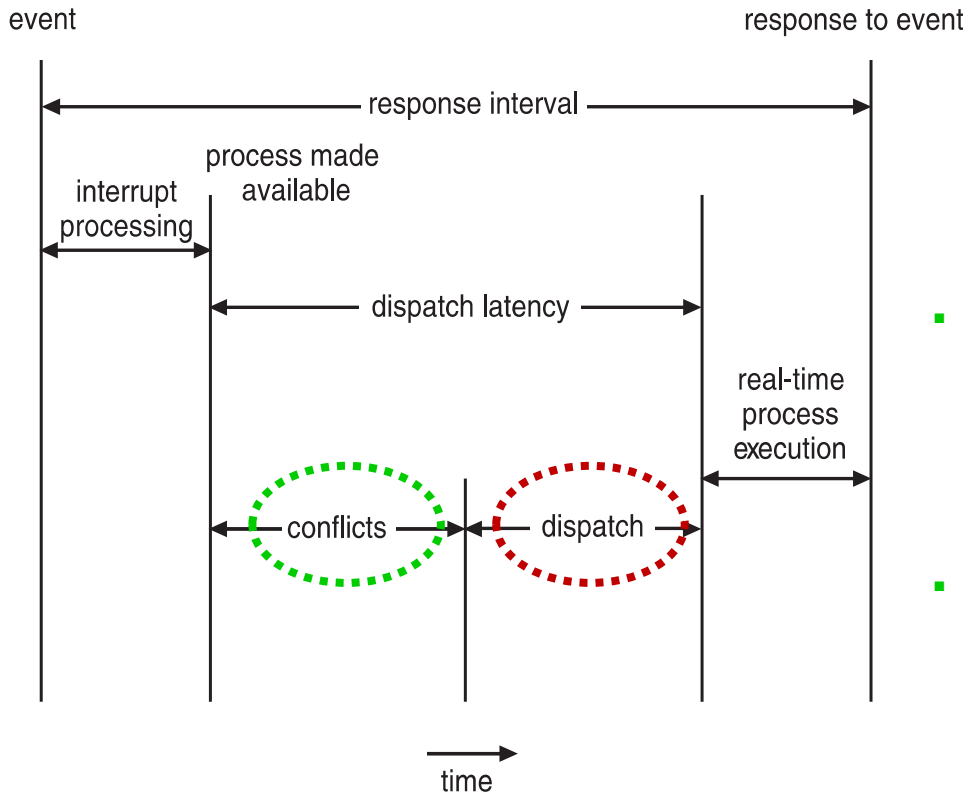 event
response to event
response interval
process made
available
interrupt
processing
dispatch latency
real-time
process
execution
conflicts
dispatch
time